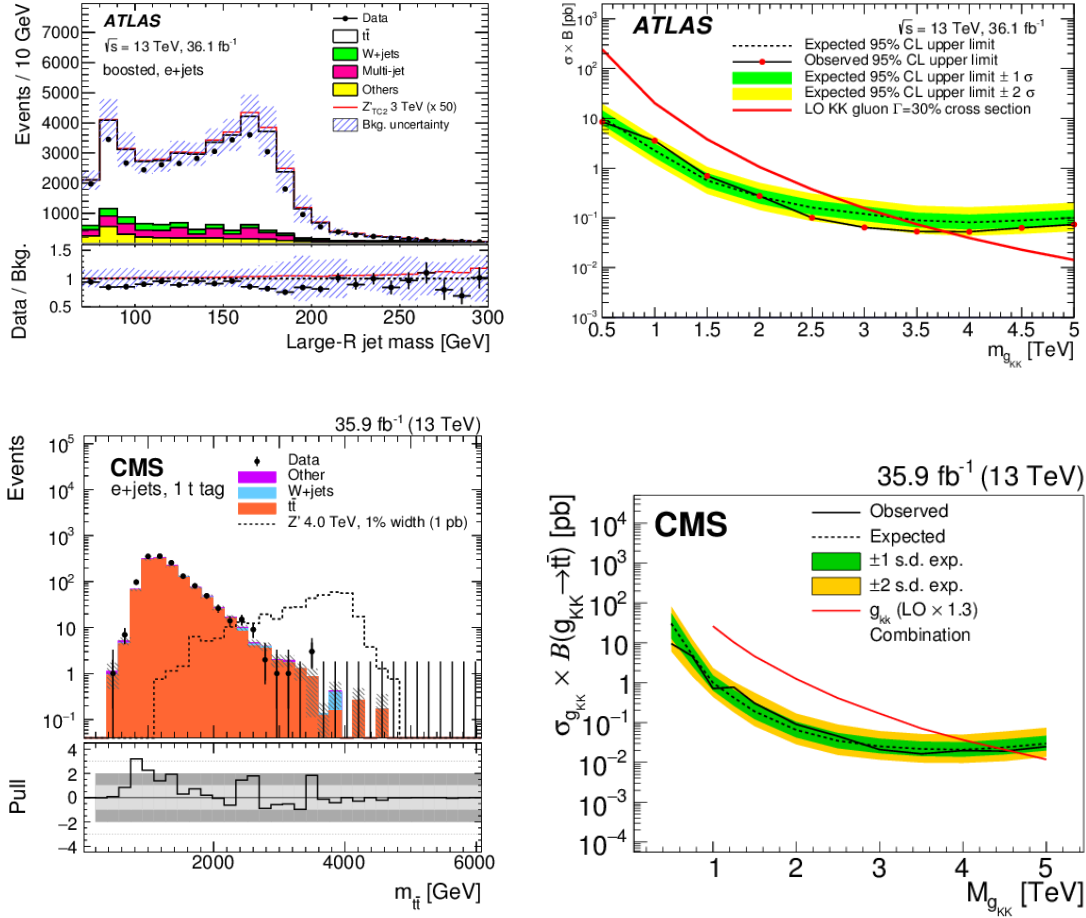 ATLAS
√s = 13 TeV, 36.1 fb⁻¹
boosted, e+jets
Data
tt̄
W+jets
Multi-jet
Others
Z'TC2 3 TeV (x 50)
Bkg. uncertainty
Events / 10 GeV
7000
6000
5000
4000
3000
2000
1000
Data / Bkg.
1.5
1
0.5
100 150 200 250 300
Large-R jet mass [GeV]
ATLAS
√s = 13 TeV, 36.1 fb⁻¹
Expected 95% CL upper limit
Observed 95% CL upper limit
Expected 95% CL upper limit ± 1 σ
Expected 95% CL upper limit ± 2 σ
LO KK gluon Γ=30% cross section
σ × B [pb]
10³
10²
10
1
10⁻¹
10⁻²
10⁻³
0.5 1 1.5 2 2.5 3 3.5 4 4.5 5
m gKK [TeV]
35.9 fb⁻¹ (13 TeV)
CMS
e+jets, 1 t tag
Data
Other
W+jets
tt̄
Z' 4.0 TeV, 1% width (1 pb)
Events
10⁵
10⁴
10³
10²
10
1
10⁻¹
Pull
4
2
0
−2
−4
2000 4000 6000
m tt̄ [GeV]
35.9 fb⁻¹ (13 TeV)
CMS
Observed
Expected
±1 s.d. exp.
±2 s.d. exp.
gKK (LO × 1.3)
Combination
σ gKK × B(gKK→tt̄) [pb]
10⁴
10³
10²
10
1
10⁻¹
10⁻²
10⁻³
10⁻⁴
1 2 3 4 5
M gKK [TeV]